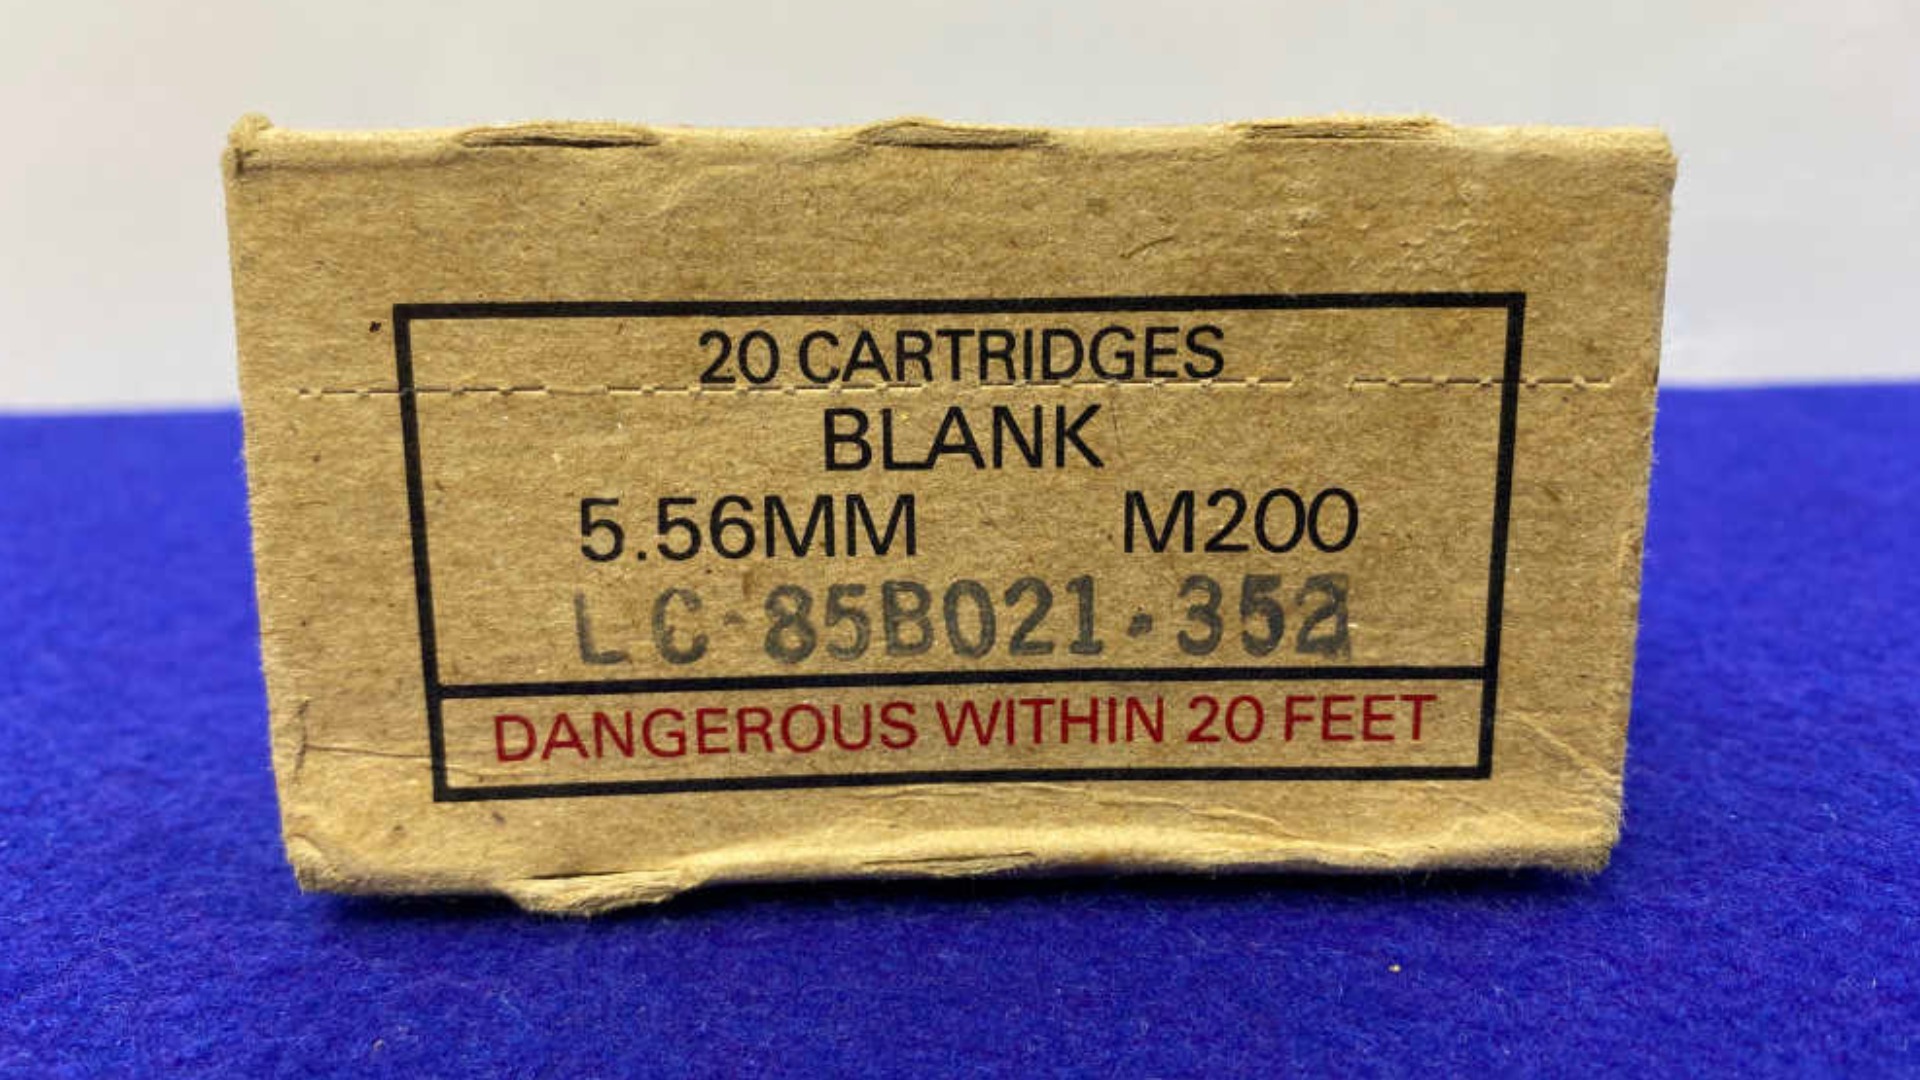 20 CARTRIDGES
BLANK
5.56MM M200
LC-85B021-352
DANGEROUS WITHIN 20 FEET